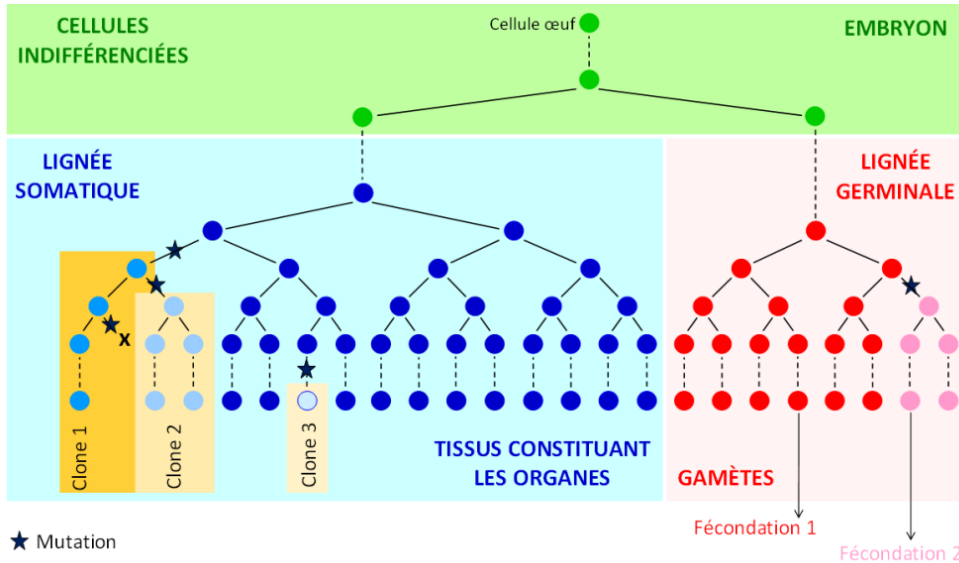 CELLULES
INDIFFÉRENCIÉES
Cellule œuf
EMBRYON
LIGNÉE
SOMATIQUE
LIGNÉE
GERMINALE
x
Clone 1
Clone 2
Clone 3
TISSUS CONSTITUANT
LES ORGANES
GAMÈTES
Fécondation 1
Mutation
Fécondation 2